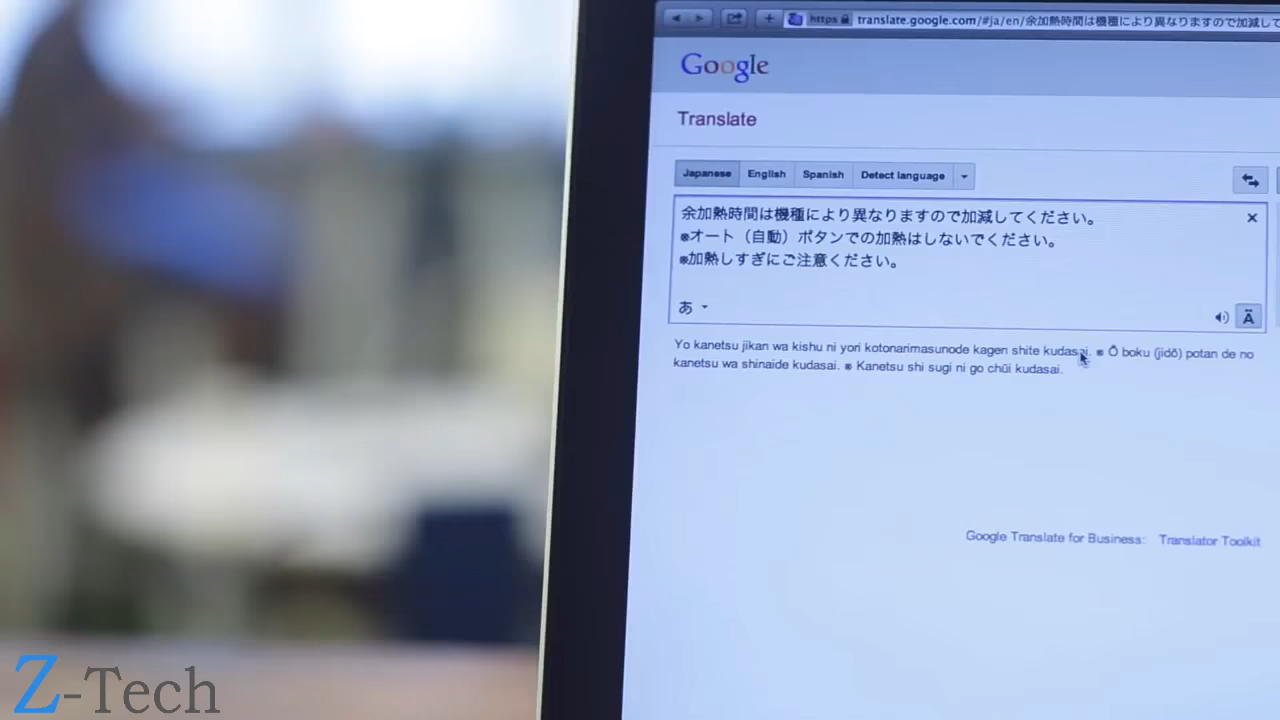 https translate.google.com/#ja/en/余加熱時間は機種により異なりますので加減して
Google
Translate
Japanese English Spanish Detect language
余加熱時間は機種により異なりますので加減してください。
※オート（自動）ボタンでの加熱はしないでください。
※加熱しすぎにご注意ください。
あ
Ä
Yo kanetsu jikan wa kishu ni yori kotonarimasunode kagen shite kudasai. ※ Ō boku (jidō) potan de no
kanetsu wa shinaide kudasai. ※ Kanetsu shi sugi ni go chūi kudasai.
Google Translate for Business: Translator Toolkit
Z-Tech